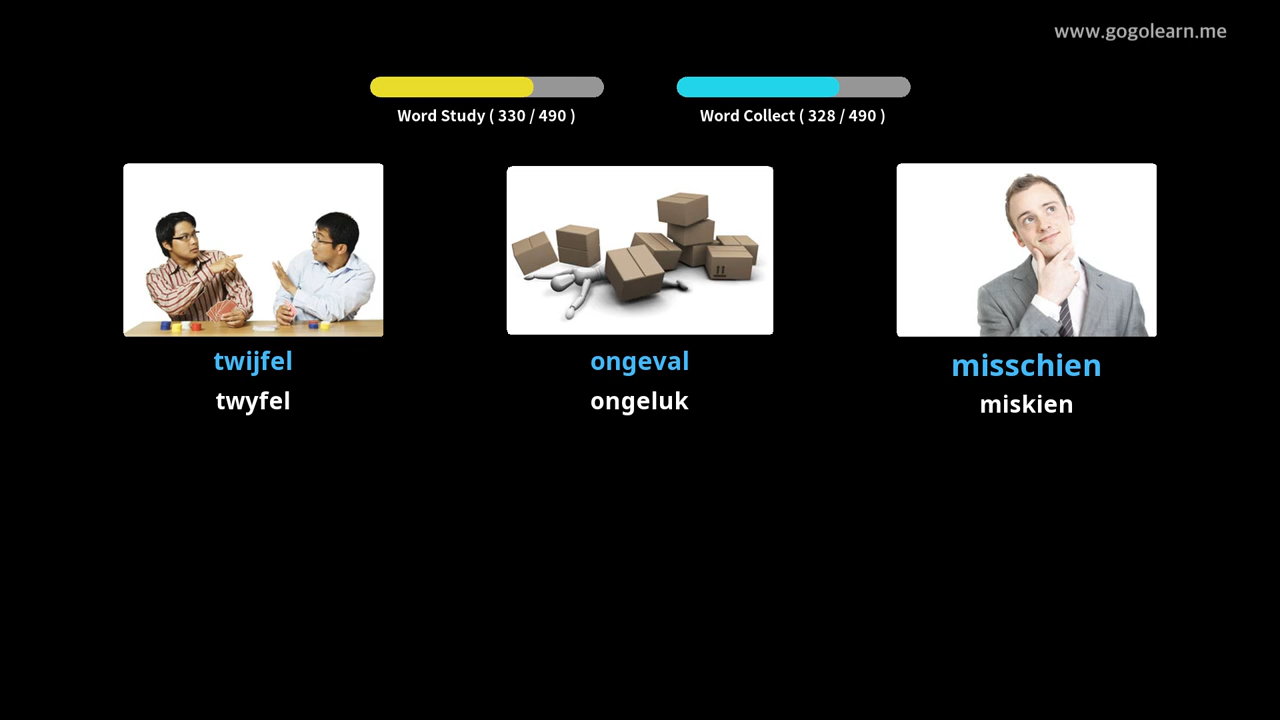 www.gogolearn.me
Word Study ( 330 / 490 )
Word Collect ( 328 / 490 )
twijfel
twyfel
ongeval
ongeluk
misschien
miskien